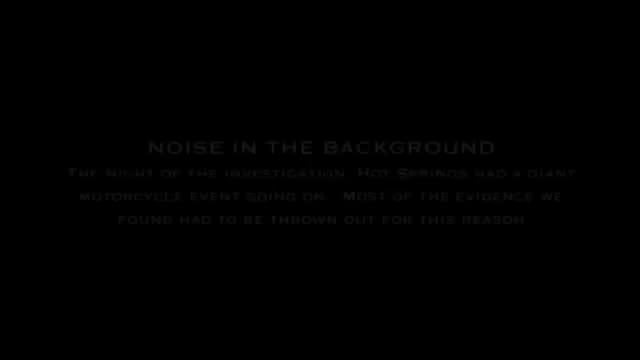 NOISE IN THE BACKGROUND
THE NIGHT OF THE INVESTIGATION, HOT SPRINGS HAD A GIANT
MOTORCYCLE EVENT GOING ON. MOST OF THE EVIDENCE WE
FOUND HAD TO BE THROWN OUT FOR THIS REASON